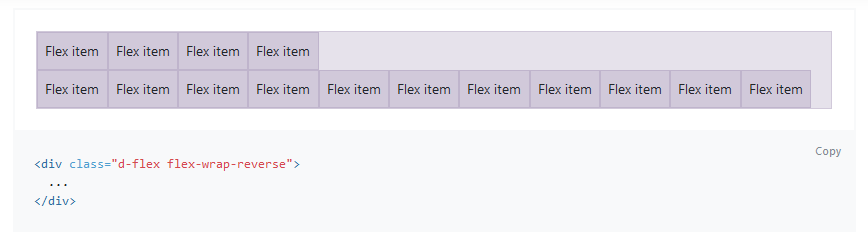 Flex item Flex item Flex item Flex item
Flex item Flex item Flex item Flex item Flex item Flex item Flex item Flex item Flex item Flex item Flex item
Copy
<div class="d-flex flex-wrap-reverse">
  ...
</div>